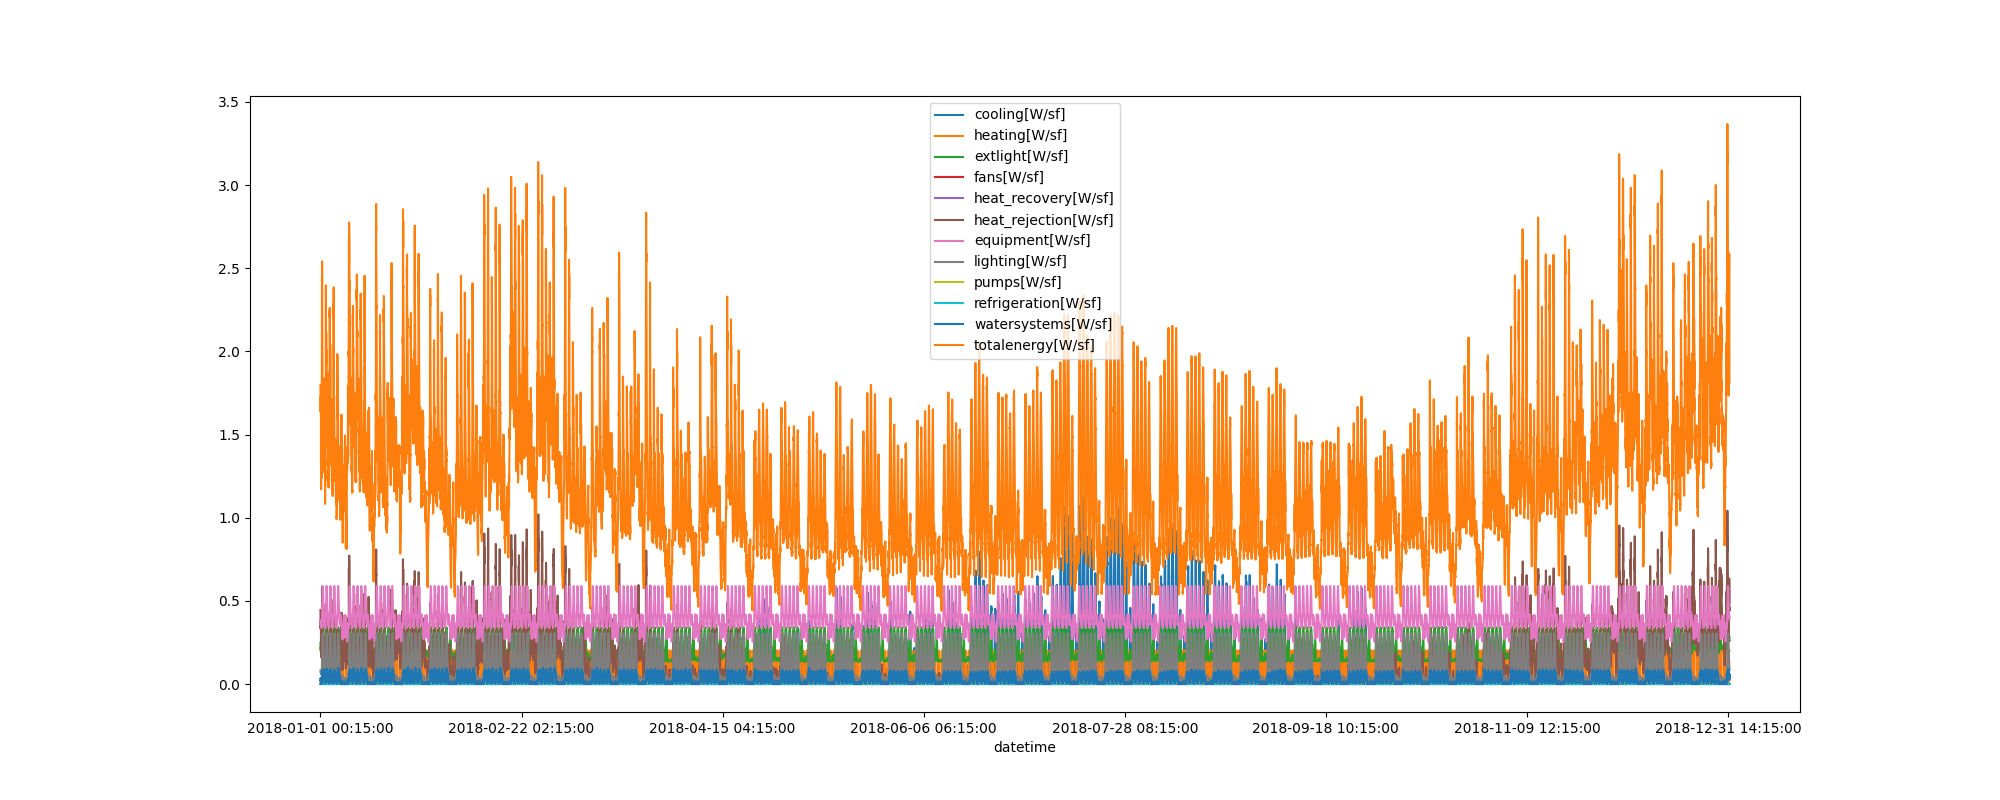 3.5
3.0
2.5
2.0
1.5
1.0
0.5
0.0
cooling[W/sf]
heating[W/sf]
extlight[W/sf]
fans[W/sf]
heat_recovery[W/sf]
heat_rejection[W/sf]
equipment[W/sf]
lighting[W/sf]
pumps[W/sf]
refrigeration[W/sf]
watersystems[W/sf]
totalenergy[W/sf]
2018-01-01 00:15:00 2018-02-22 02:15:00 2018-04-15 04:15:00 2018-06-06 06:15:00 2018-07-28 08:15:00 2018-09-18 10:15:00 2018-11-09 12:15:00 2018-12-31 14:15:00
datetime